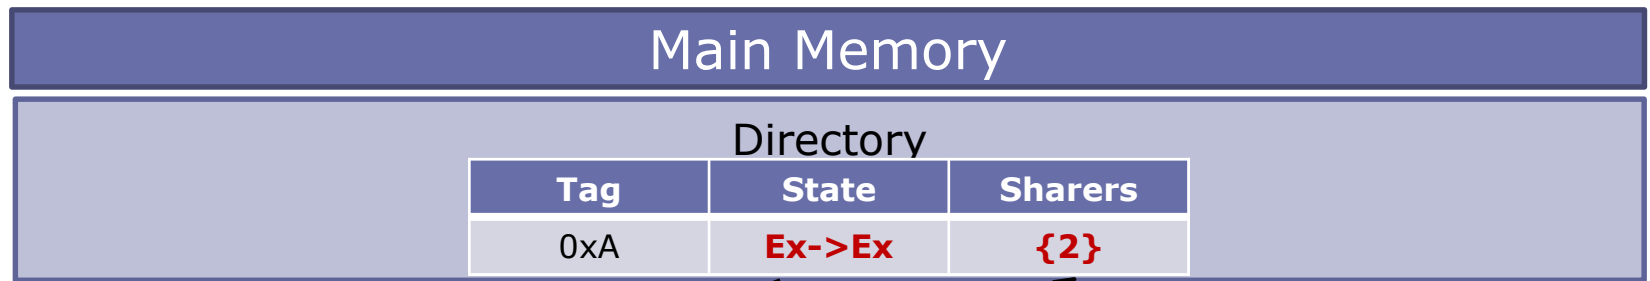 Main Memory
Directory
Tag State Sharers
0xA Ex->Ex {2}